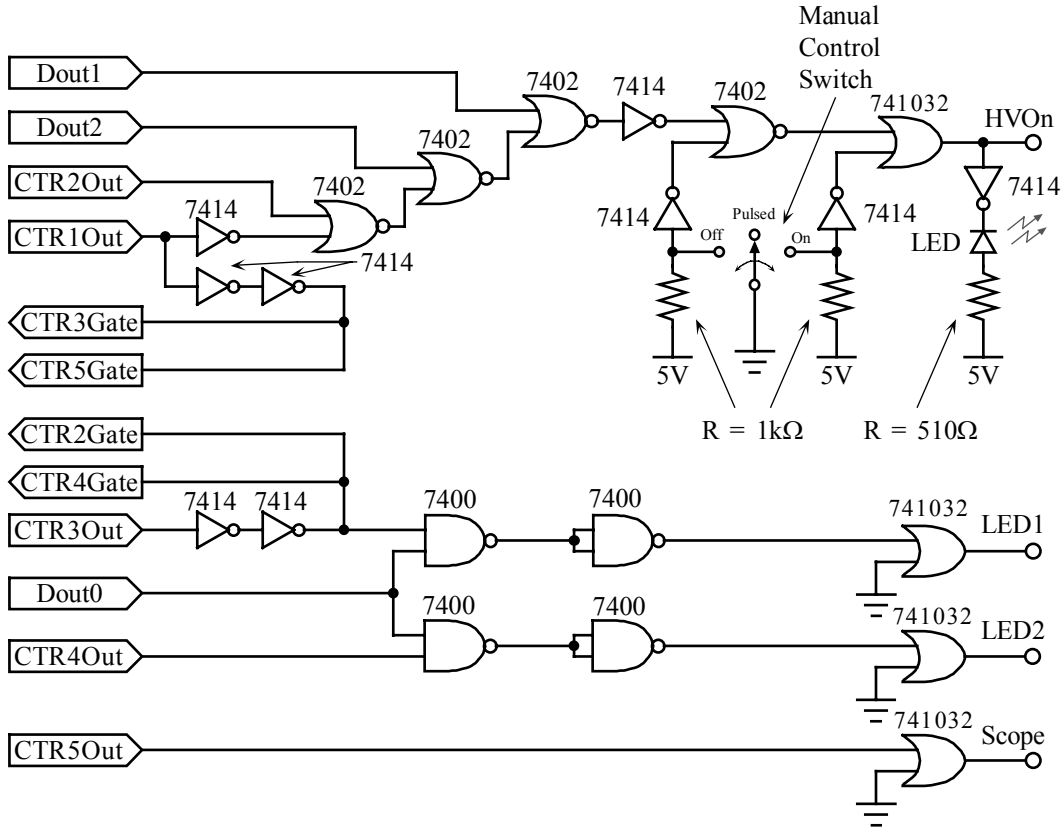 Manual
Control
Switch
Dout1
7402
7414
7402
741032
HVOn
Dout2
7402
CTR2Out
7402
7414
CTR1Out
7414
7414
7414
Off
Pulsed
On
7414
LED
CTR3Gate
CTR5Gate
5V
5V
5V
R = 1kΩ
R = 510Ω
CTR2Gate
CTR4Gate
7414
7414
7400
7400
741032
LED1
CTR3Out
Dout0
7400
7400
741032
LED2
CTR4Out
741032
Scope
CTR5Out